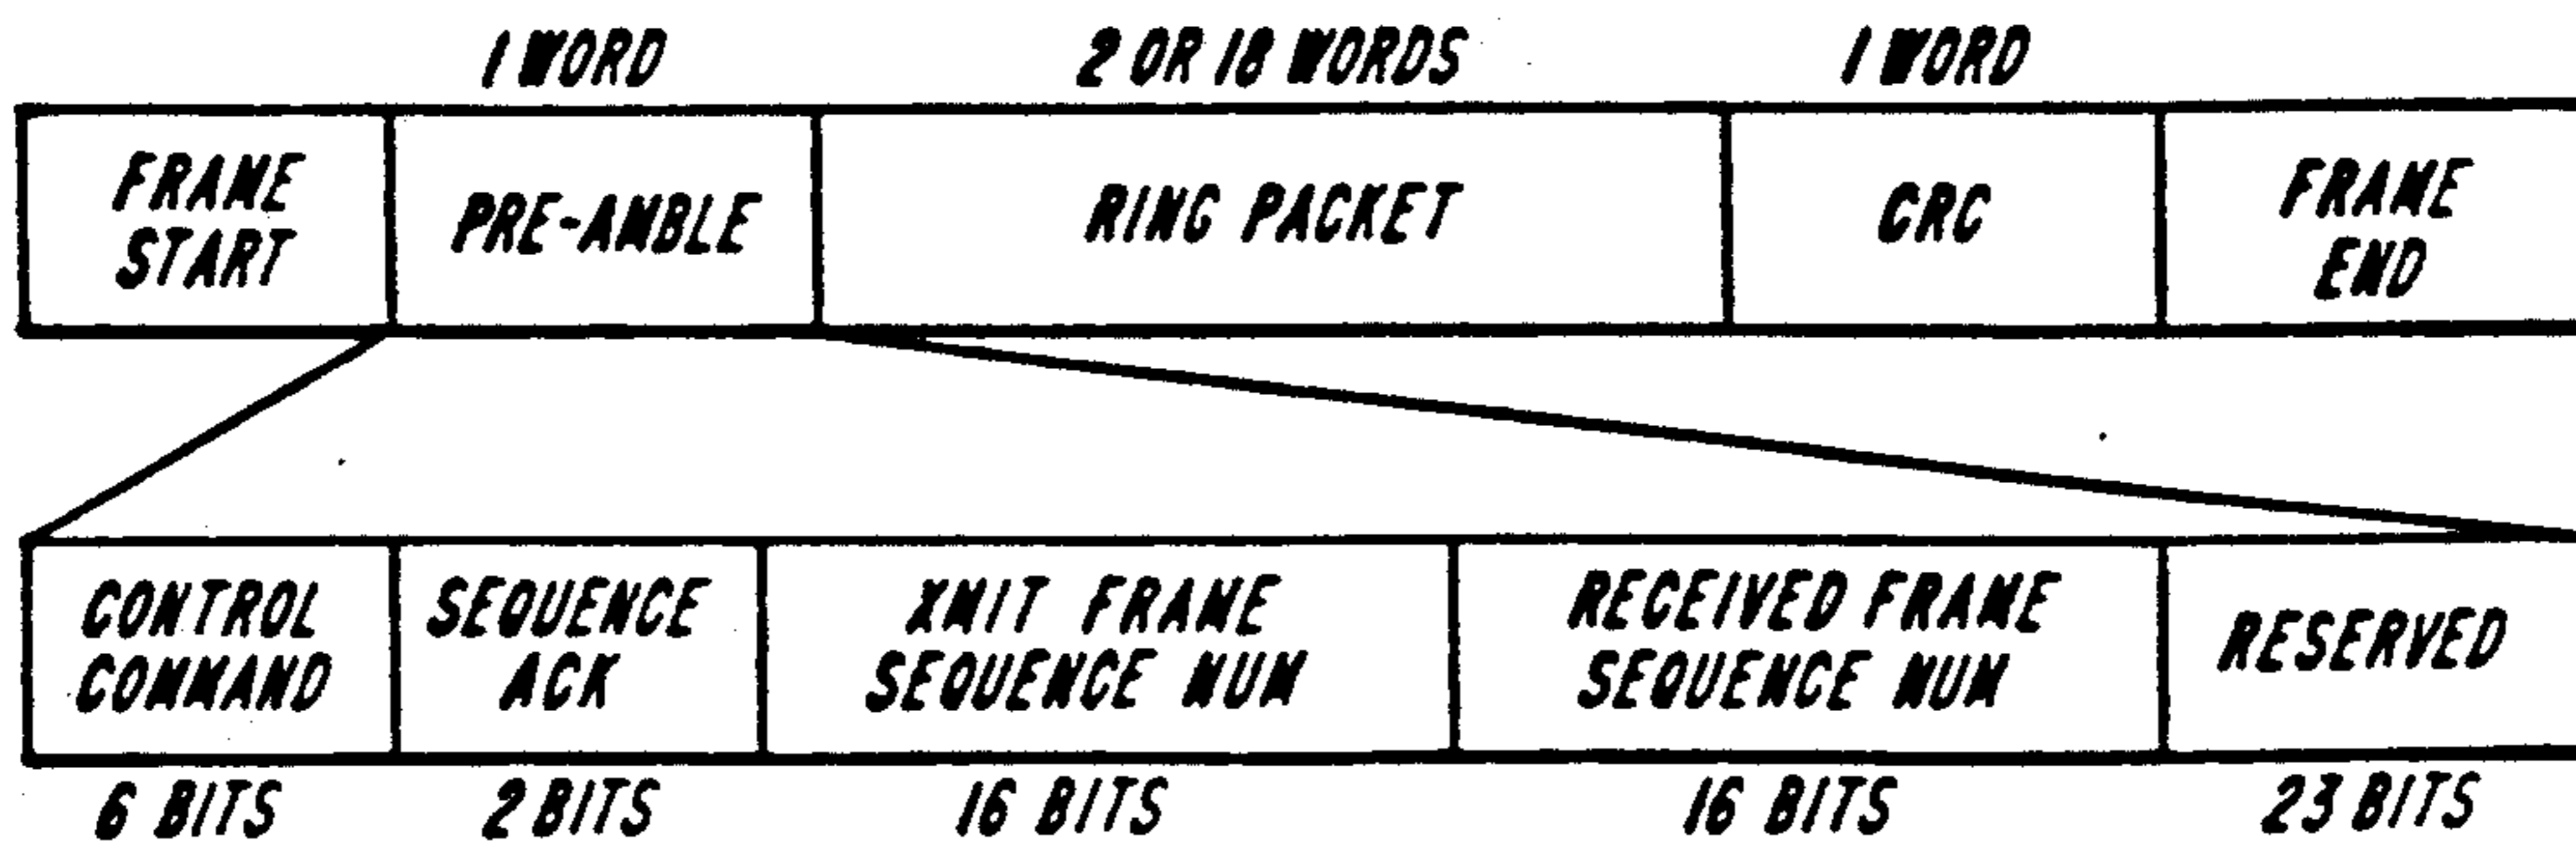 1 WORD 2 OR 18 WORDS 1 WORD
FRAME START PRE-AMBLE RING PACKET CRC FRAME END
CONTROL COMMAND SEQUENCE ACK XMIT FRAME SEQUENCE NUM RECEIVED FRAME SEQUENCE NUM RESERVED
6 BITS 2 BITS 16 BITS 16 BITS 23 BITS